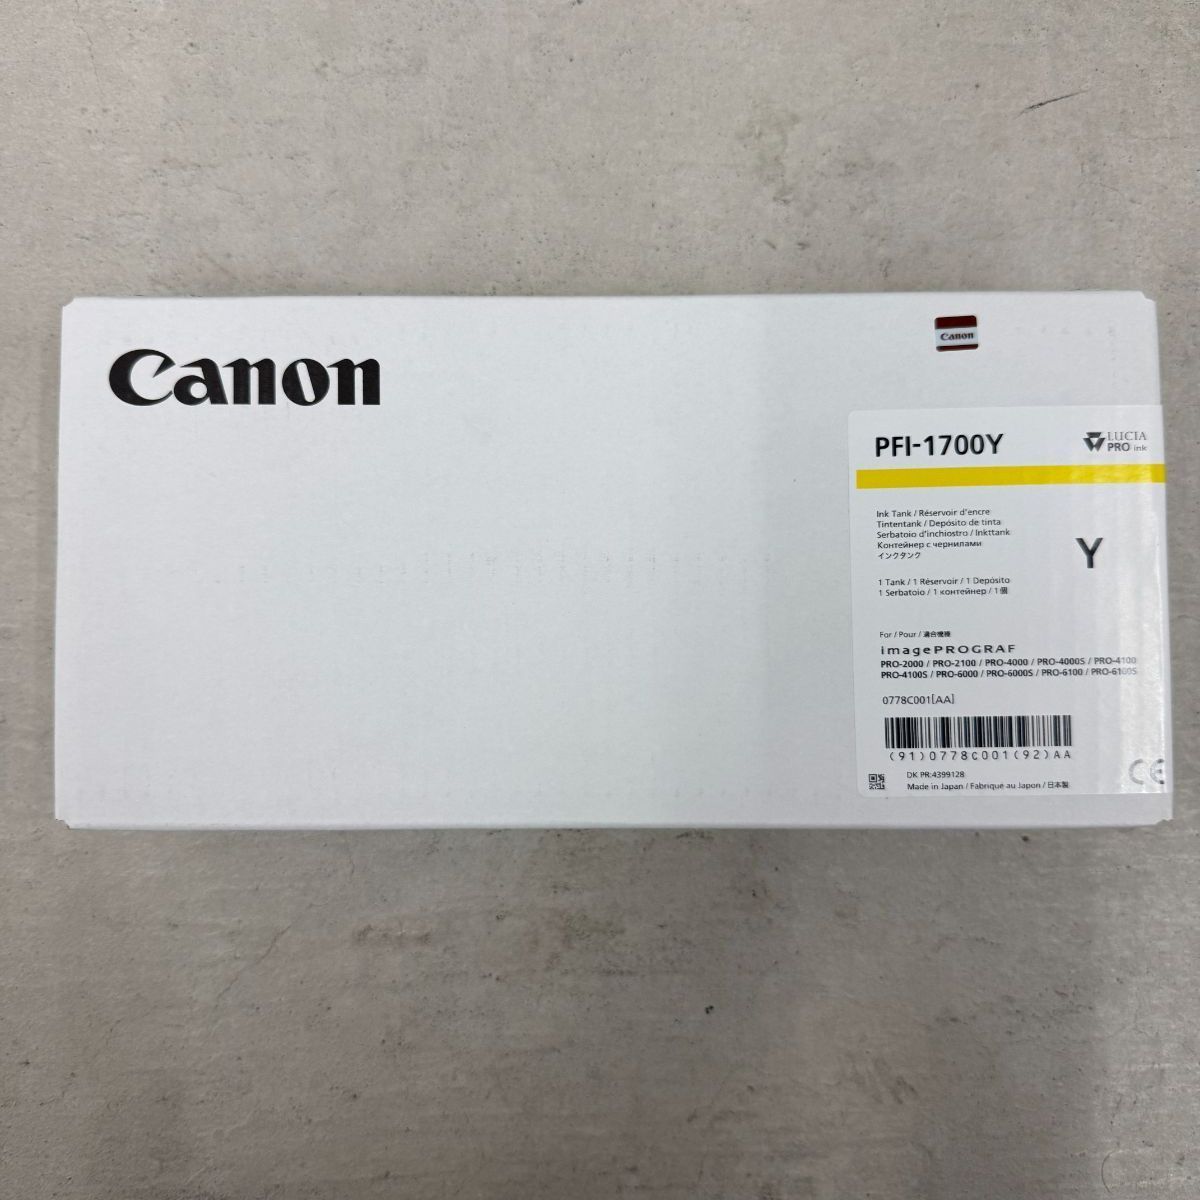 Canon
Canon
PFI-1700Y
LUCIA
PRO ink
Ink Tank / Réservoir d'encre
Tintentank / Depósito de tinta
Serbatoio d'inchiostro / Inkttank
Контейнер с чернилами
インクタンク
Y
1 Tank / 1 Réservoir / 1 Depósito
1 Serbatoio / 1 контейнер / 1個
For / Pour / 適合機種
imagePROGRAF
PRO-2000 / PRO-2100 / PRO-4000 / PRO-4000S / PRO-4100
PRO-4100S / PRO-6000 / PRO-6000S / PRO-6100 / PRO-6100S
0778C001[AA]
(91)0778C001(92)AA
DK PR:4399128
Made in Japan / Fabriqué au Japon / 日本製
CE